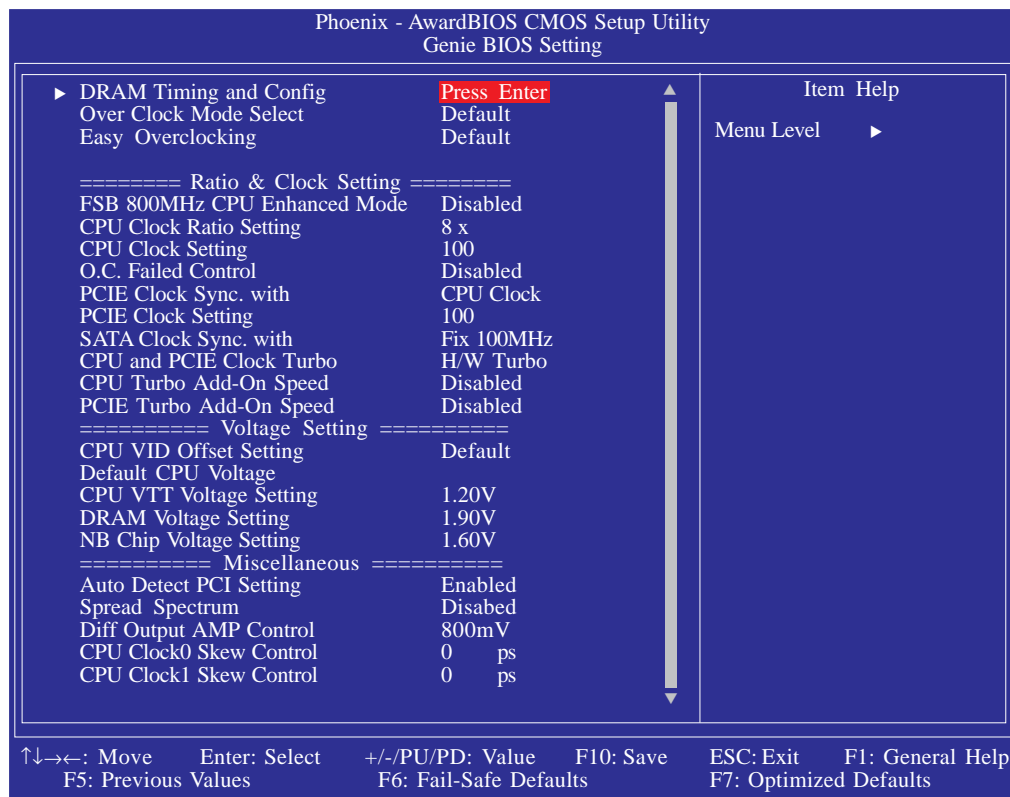 Phoenix - AwardBIOS CMOS Setup Utility
Genie BIOS Setting
▶ DRAM Timing and Config Press Enter
Over Clock Mode Select Default
Easy Overclocking Default
======== Ratio & Clock Setting ========
FSB 800MHz CPU Enhanced Mode Disabled
CPU Clock Ratio Setting 8 x
CPU Clock Setting 100
O.C. Failed Control Disabled
PCIE Clock Sync. with CPU Clock
PCIE Clock Setting 100
SATA Clock Sync. with Fix 100MHz
CPU and PCIE Clock Turbo H/W Turbo
CPU Turbo Add-On Speed Disabled
PCIE Turbo Add-On Speed Disabled
========== Voltage Setting ==========
CPU VID Offset Setting Default
Default CPU Voltage
CPU VTT Voltage Setting 1.20V
DRAM Voltage Setting 1.90V
NB Chip Voltage Setting 1.60V
========== Miscellaneous ==========
Auto Detect PCI Setting Enabled
Spread Spectrum Disabed
Diff Output AMP Control 800mV
CPU Clock0 Skew Control 0 ps
CPU Clock1 Skew Control 0 ps
Item Help
Menu Level ▶
↑↓→←: Move Enter: Select +/-/PU/PD: Value F10: Save ESC: Exit F1: General Help
F5: Previous Values F6: Fail-Safe Defaults F7: Optimized Defaults